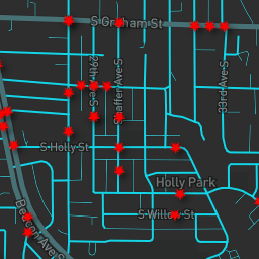 S Graham St
29th Ave S
Shaffer Ave S
33rd Ave S
S Holly St
Holly Park
S Willow St
Beacon Ave S